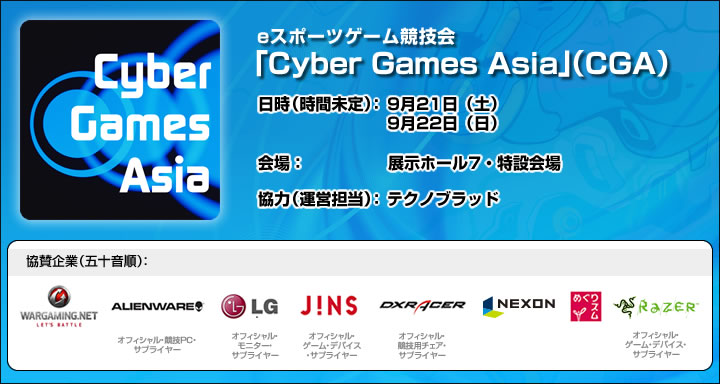 Cyber
Games
Asia
eスポーツゲーム競技会
「Cyber Games Asia」(CGA)
日時(時間未定): 9月21日(土)
9月22日(日)
会場: 展示ホール7・特設会場
協力(運営担当): テクノブラッド
協賛企業(五十音順):
WARGAMING.NET
LET'S BATTLE
ALIENWARE
オフィシャル・競技PC・
サプライヤー
LG
オフィシャル・
モニター・
サプライヤー
J!NS
オフィシャル・
ゲーム・デバイス
・サプライヤー
DXRACER
オフィシャル・
競技用チェア・
サプライヤー
NEXON
めぐり
ズム
RAZER
オフィシャル・
ゲーム・デバイス・
サプライヤー